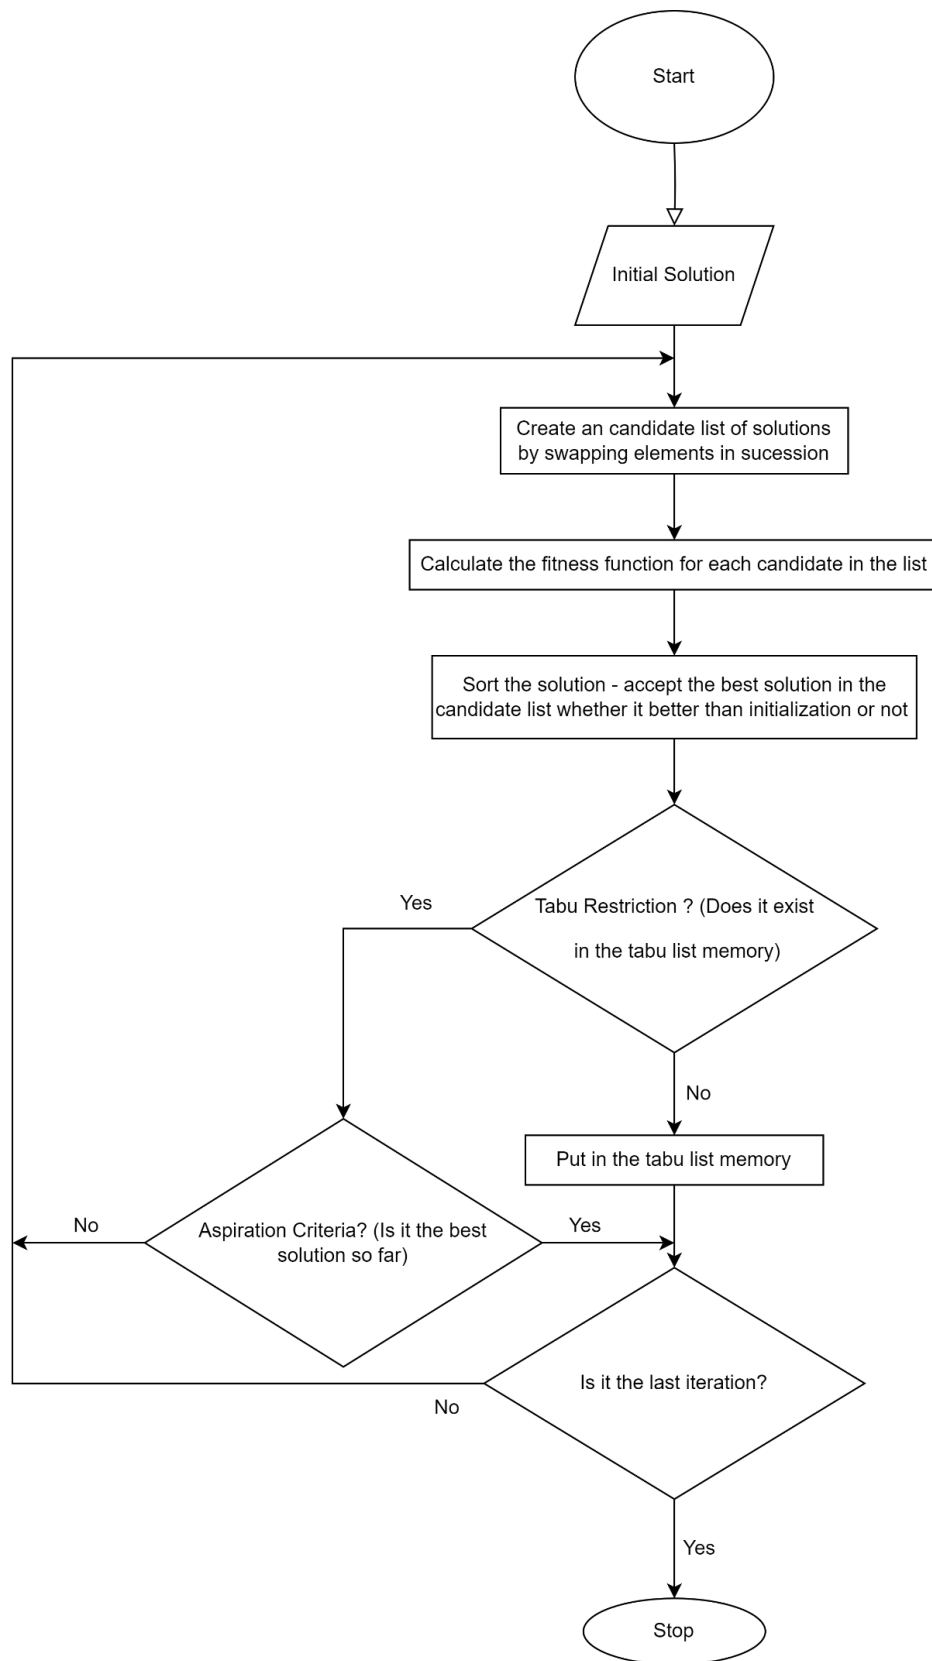 Start
Initial Solution
Create an candidate list of solutions
by swapping elements in sucession
Calculate the fitness function for each candidate in the list
Sort the solution - accept the best solution in the
candidate list whether it better than initialization or not
Yes
Tabu Restriction ? (Does it exist
in the tabu list memory)
No
Put in the tabu list memory
No
Aspiration Criteria? (Is it the best
solution so far)
Yes
Is it the last iteration?
No
Yes
Stop